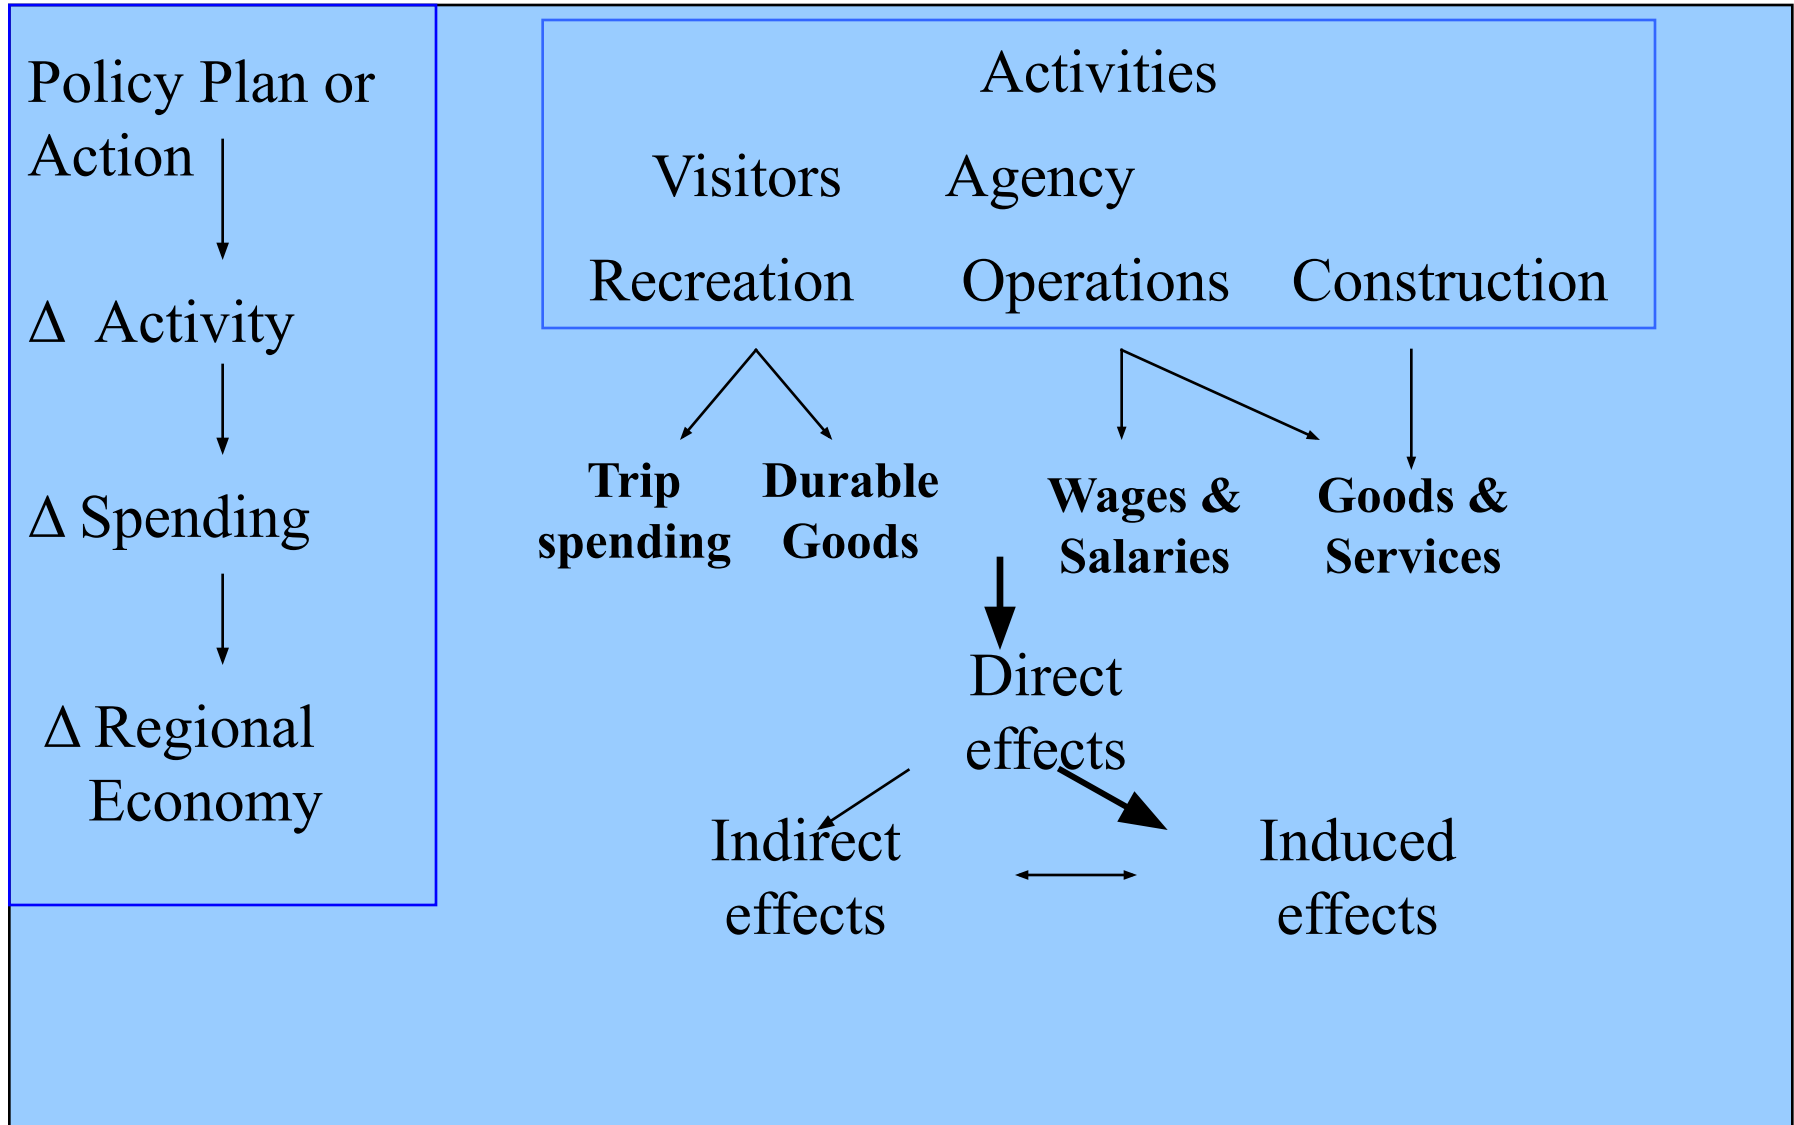 Policy Plan or
Action
Δ Activity
Δ Spending
Δ Regional
Economy
Activities
Visitors Agency
Recreation Operations Construction
Trip
spending
Durable
Goods
Wages &
Salaries
Goods &
Services
Direct
effects
Indirect
effects
Induced
effects